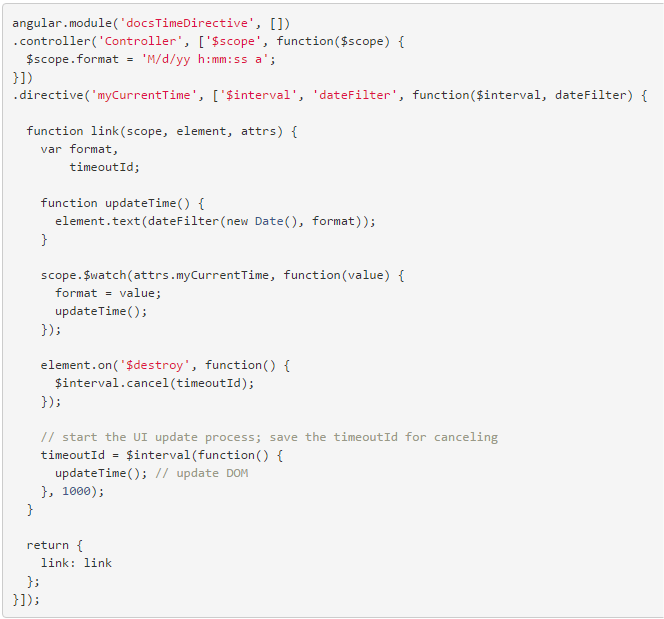 angular.module('docsTimeDirective', [])
.controller('Controller', ['$scope', function($scope) {
  $scope.format = 'M/d/yy h:mm:ss a';
}])
.directive('myCurrentTime', ['$interval', 'dateFilter', function($interval, dateFilter) {

  function link(scope, element, attrs) {
    var format,
        timeoutId;

    function updateTime() {
      element.text(dateFilter(new Date(), format));
    }

    scope.$watch(attrs.myCurrentTime, function(value) {
      format = value;
      updateTime();
    });

    element.on('$destroy', function() {
      $interval.cancel(timeoutId);
    });

    // start the UI update process; save the timeoutId for canceling
    timeoutId = $interval(function() {
      updateTime(); // update DOM
    }, 1000);
  }

  return {
    link: link
  };
}]);